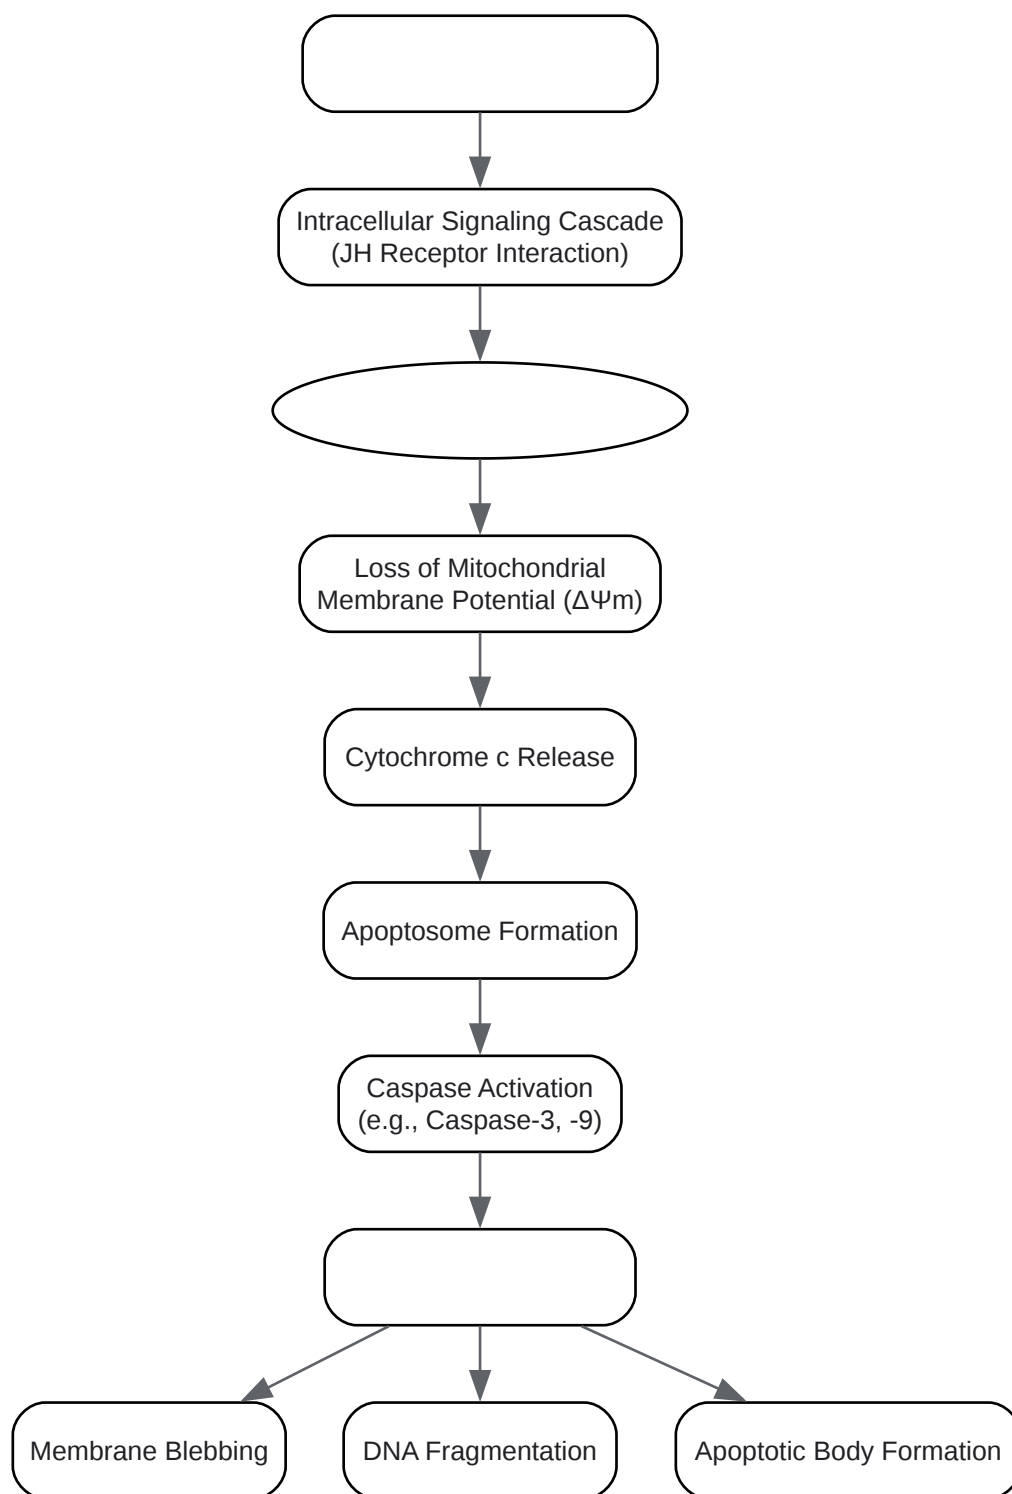 Intracellular Signaling Cascade
(JH Receptor Interaction)
Loss of Mitochondrial
Membrane Potential (ΔΨm)
Cytochrome c Release
Apoptosome Formation
Caspase Activation
(e.g., Caspase-3, -9)
Membrane Blebbing
DNA Fragmentation
Apoptotic Body Formation